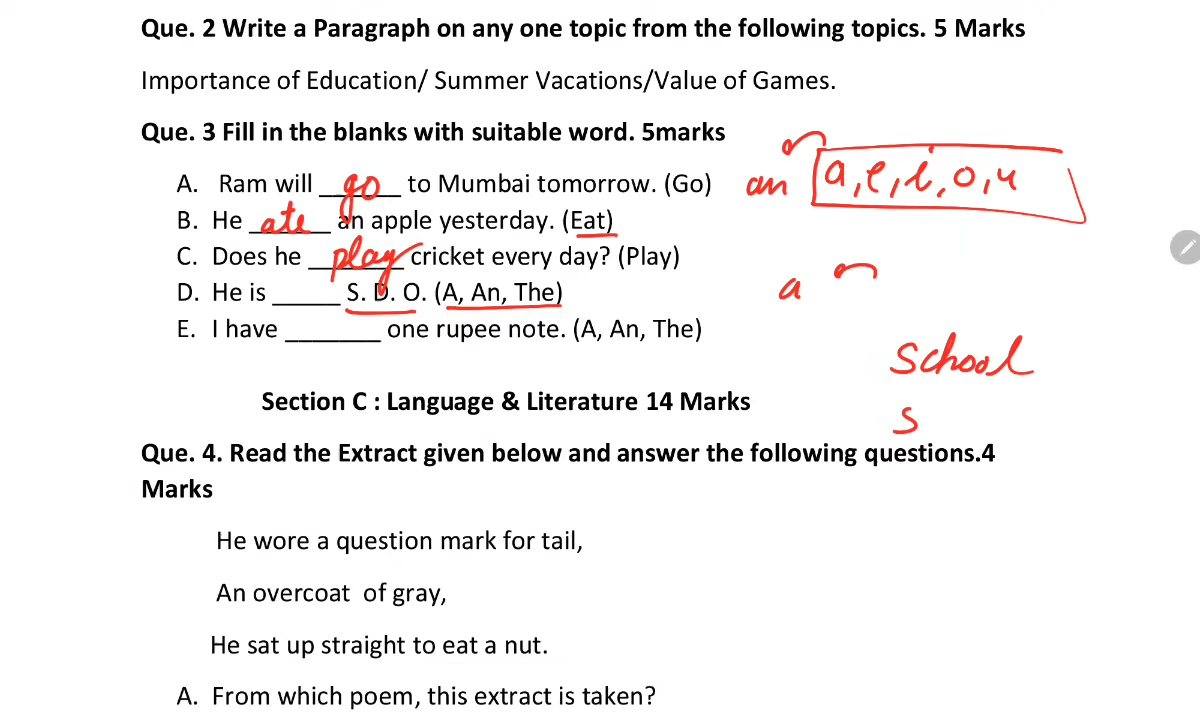 Que. 2 Write a Paragraph on any one topic from the following topics. 5 Marks
Importance of Education/ Summer Vacations/Value of Games.
Que. 3 Fill in the blanks with suitable word. 5marks
A. Ram will go to Mumbai tomorrow. (Go)
an a, e, i, o, u
B. He ate an apple yesterday. (Eat)
C. Does he play cricket every day? (Play)
D. He is ______ S. D. O. (A, An, The)
a
E. I have ________ one rupee note. (A, An, The)
school
Section C : Language & Literature 14 Marks
S
Que. 4. Read the Extract given below and answer the following questions.4
Marks
He wore a question mark for tail,
An overcoat of gray,
He sat up straight to eat a nut.
A. From which poem, this extract is taken?